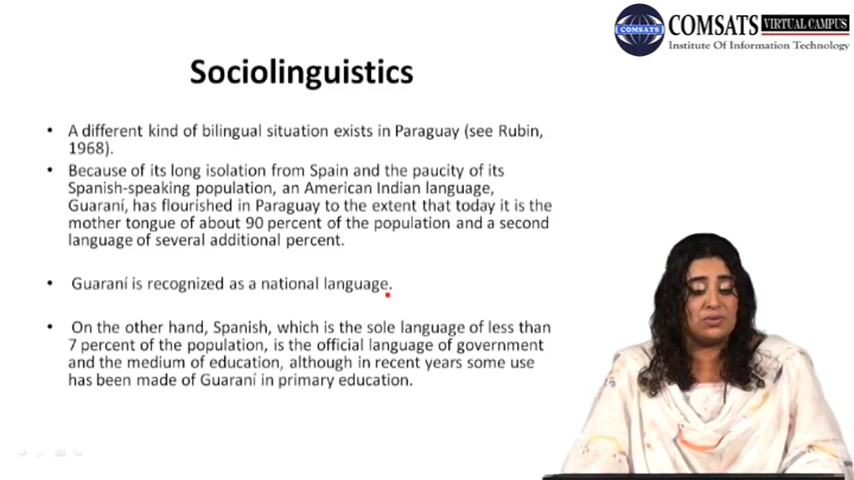 COMSATS VIRTUAL CAMPUS
COMSATS
Institute Of Information Technology
Sociolinguistics
• A different kind of bilingual situation exists in Paraguay (see Rubin,
1968).
• Because of its long isolation from Spain and the paucity of its
Spanish-speaking population, an American Indian language,
Guaraní, has flourished in Paraguay to the extent that today it is the
mother tongue of about 90 percent of the population and a second
language of several additional percent.
• Guaraní is recognized as a national language.
• On the other hand, Spanish, which is the sole language of less than
7 percent of the population, is the official language of government
and the medium of education, although in recent years some use
has been made of Guaraní in primary education.